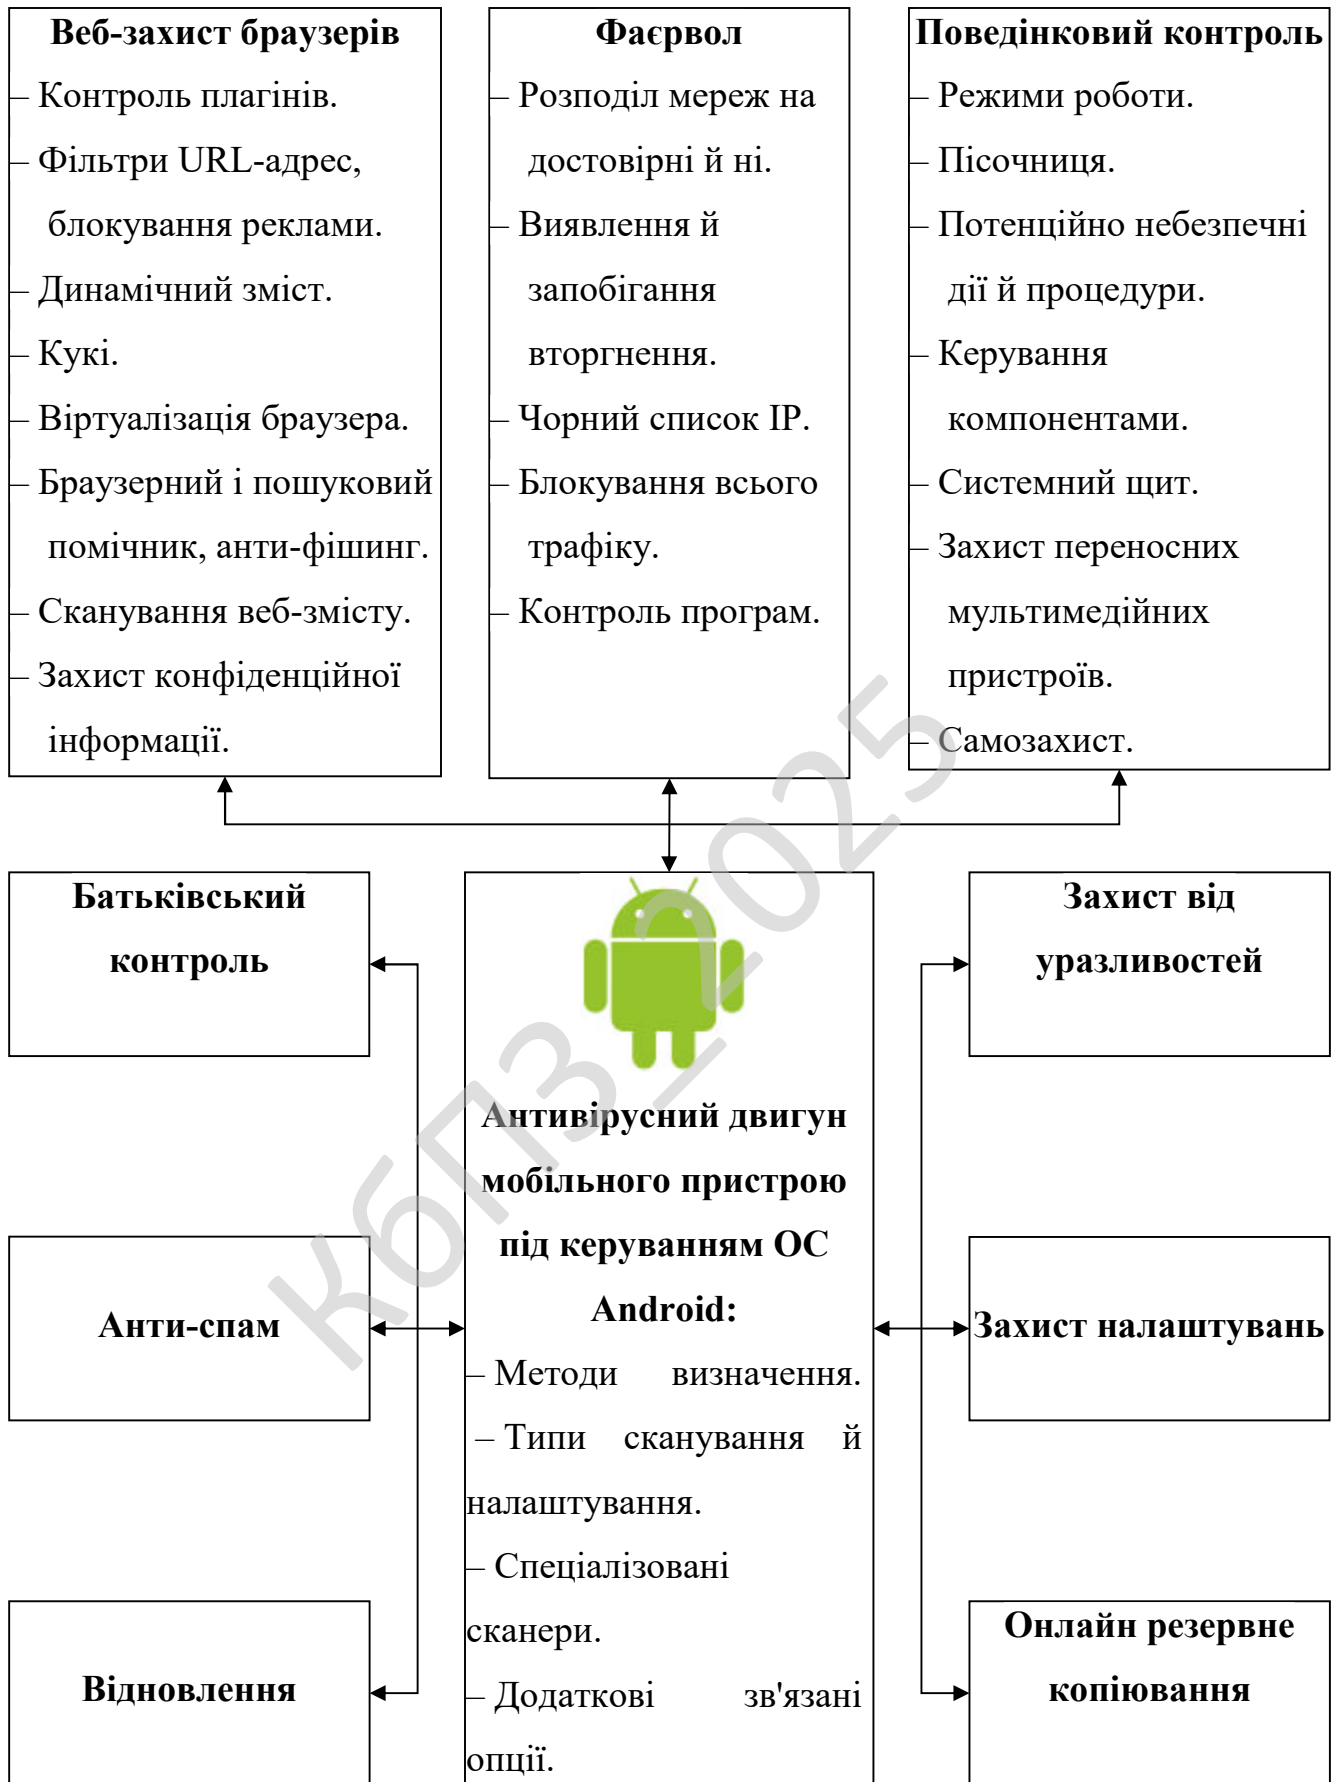 Веб-захист браузерів
– Контроль плагінів.
– Фільтри URL-адрес,
блокування реклами.
– Динамічний зміст.
– Кукі.
– Віртуалізація браузера.
– Браузерний і пошуковий
помічник, анти-фішинг.
– Сканування веб-змісту.
– Захист конфіденційної
інформації.
Фаєрвол
– Розподіл мереж на
достовірні й ні.
– Виявлення й
запобігання
вторгнення.
– Чорний список IP.
– Блокування всього
трафіку.
– Контроль програм.
Поведінковий контроль
– Режими роботи.
– Пісочниця.
– Потенційно небезпечні
дії й процедури.
– Керування
компонентами.
– Системний щит.
– Захист переносних
мультимедійних
пристроїв.
– Самозахист.
Батьківський
контроль
Анти-спам
Відновлення
Антивірусний двигун
мобільного пристрою
під керуванням ОС
Android:
– Методи визначення.
– Типи сканування й
налаштування.
– Спеціалізовані
сканери.
– Додаткові зв'язані
опції.
Захист від
уразливостей
Захист налаштувань
Онлайн резервне
копіювання
КбПЗ_2025